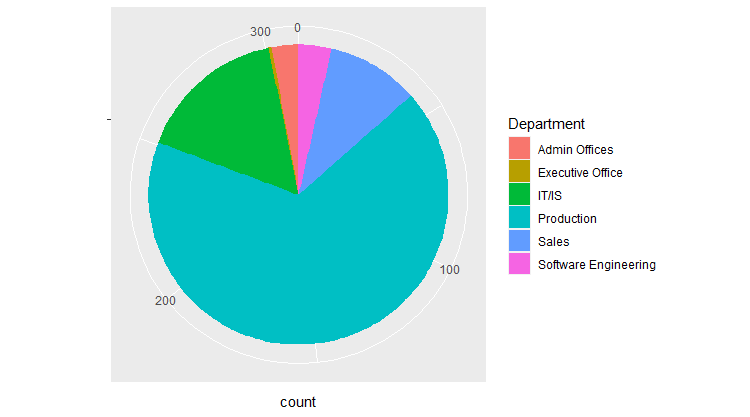 0
300
100
200
count
Department
Admin Offices
Executive Office
IT/IS
Production
Sales
Software Engineering